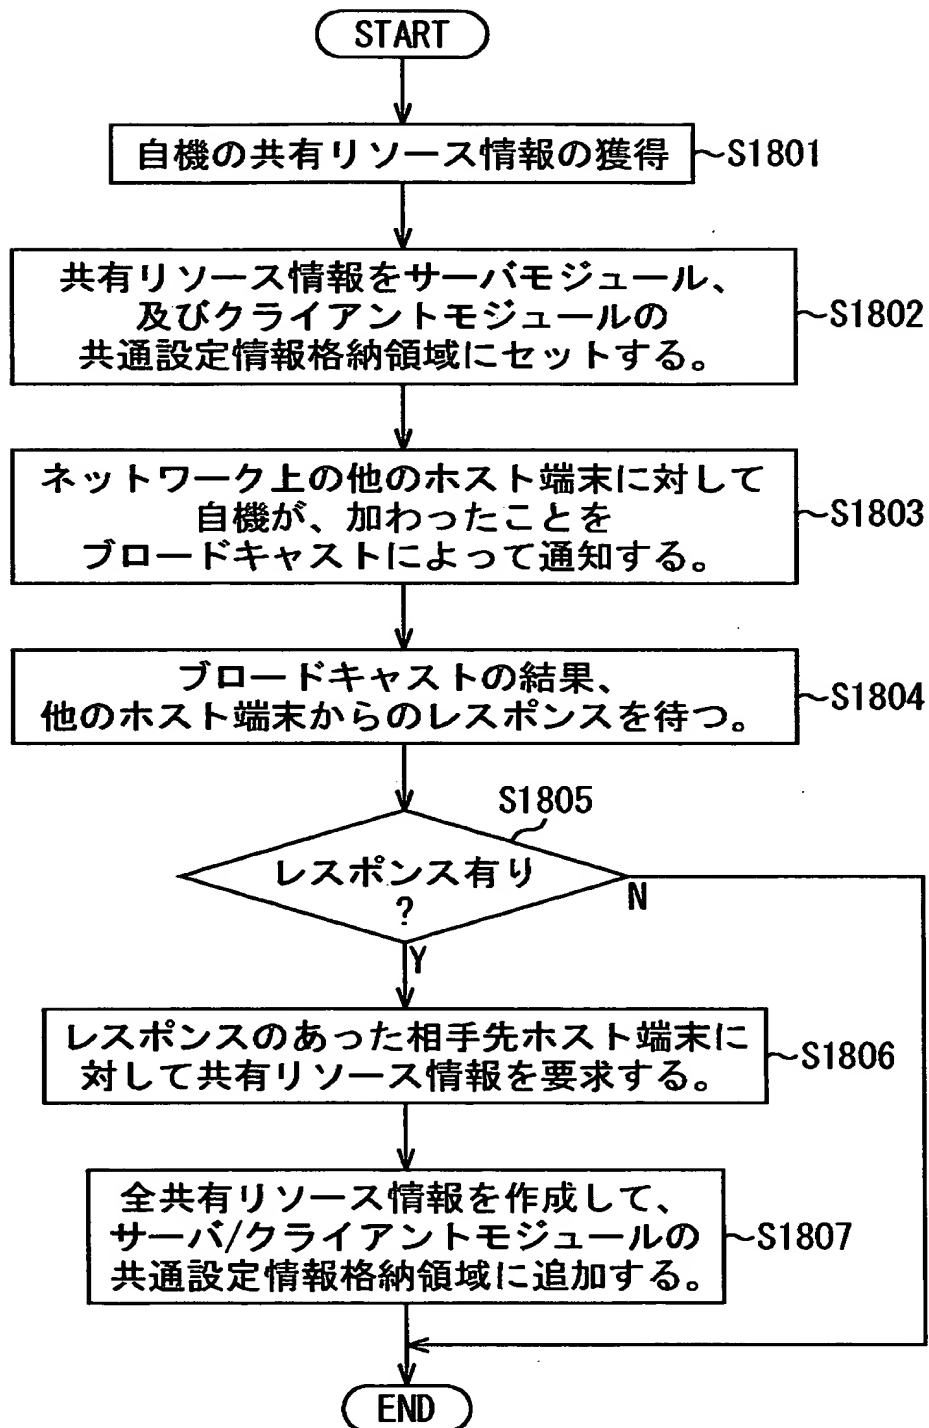 START
自機の共有リソース情報の獲得
~S1801
共有リソース情報をサーバモジュール、
及びクライアントモジュールの
共通設定情報格納領域にセットする。
~S1802
ネットワーク上の他のホスト端末に対して
自機が、加わったことを
ブロードキャストによって通知する。
~S1803
ブロードキャストの結果、
他のホスト端末からのレスポンスを待つ。
~S1804
S1805
レスポンス有り
?
N
Y
レスポンスのあった相手先ホスト端末に
対して共有リソース情報を要求する。
~S1806
全共有リソース情報を作成して、
サーバ/クライアントモジュールの
共通設定情報格納領域に追加する。
~S1807
END